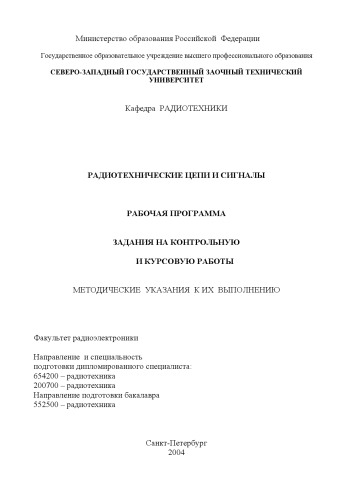 Министерство образования Российской Федерации
Государственное образовательное учреждение высшего профессионального образования
СЕВЕРО-ЗАПАДНЫЙ ГОСУДАРСТВЕННЫЙ ЗАОЧНЫЙ ТЕХНИЧЕСКИЙ
УНИВЕРСИТЕТ
Кафедра РАДИОТЕХНИКИ
РАДИОТЕХНИЧЕСКИЕ ЦЕПИ И СИГНАЛЫ
РАБОЧАЯ ПРОГРАММА
ЗАДАНИЯ НА КОНТРОЛЬНУЮ
И КУРСОВУЮ РАБОТЫ
МЕТОДИЧЕСКИЕ УКАЗАНИЯ К ИХ ВЫПОЛНЕНИЮ
Факультет радиоэлектроники
Направление и специальность
подготовки дипломированного специалиста:
654200 – радиотехника
200700 – радиотехника
Направление подготовки бакалавра
552500 – радиотехника
Санкт-Петербург
2004